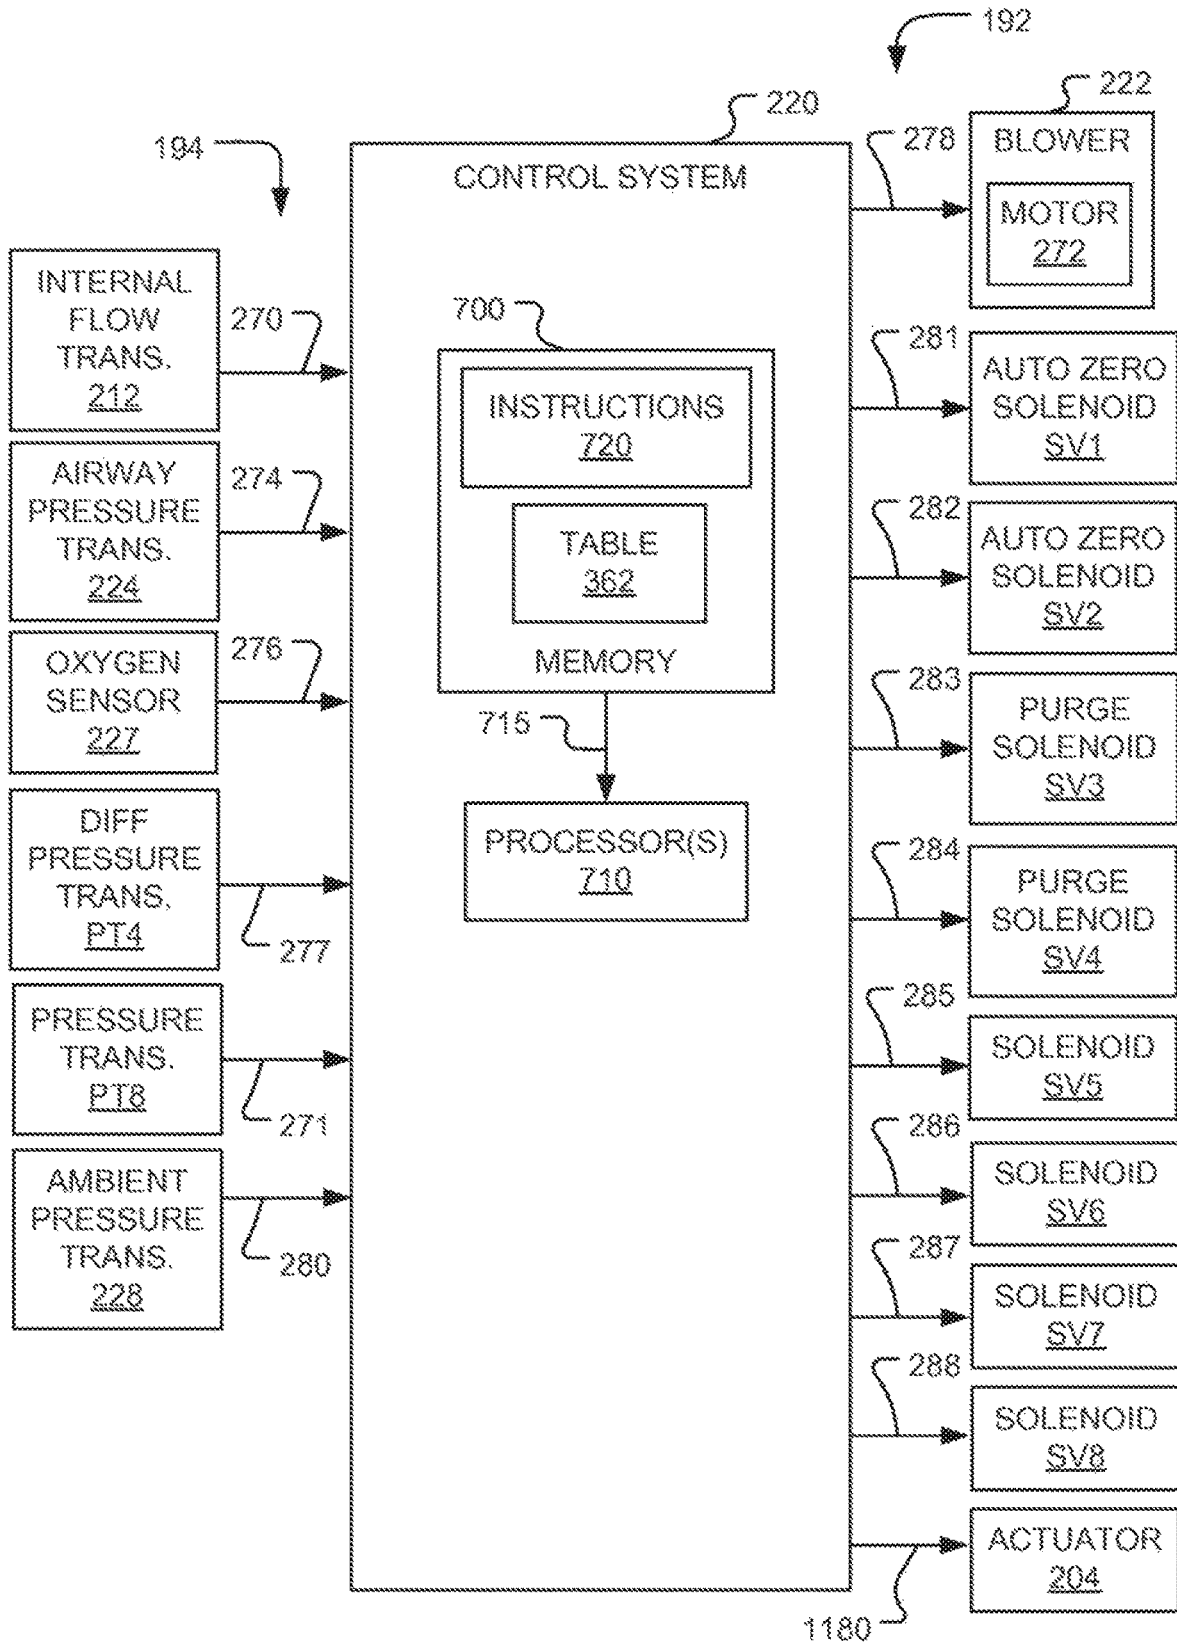 192
194
220
CONTROL SYSTEM
INTERNAL
FLOW
TRANS.
212
270
AIRWAY
PRESSURE
TRANS.
224
274
OXYGEN
SENSOR
227
276
DIFF
PRESSURE
TRANS.
PT4
277
PRESSURE
TRANS.
PT8
271
AMBIENT
PRESSURE
TRANS.
228
280
700
INSTRUCTIONS
720
TABLE
362
MEMORY
715
PROCESSOR(S)
710
222
278
BLOWER
MOTOR
272
281
AUTO ZERO
SOLENOID
SV1
282
AUTO ZERO
SOLENOID
SV2
283
PURGE
SOLENOID
SV3
284
PURGE
SOLENOID
SV4
285
SOLENOID
SV5
286
SOLENOID
SV6
287
SOLENOID
SV7
288
SOLENOID
SV8
1180
ACTUATOR
204